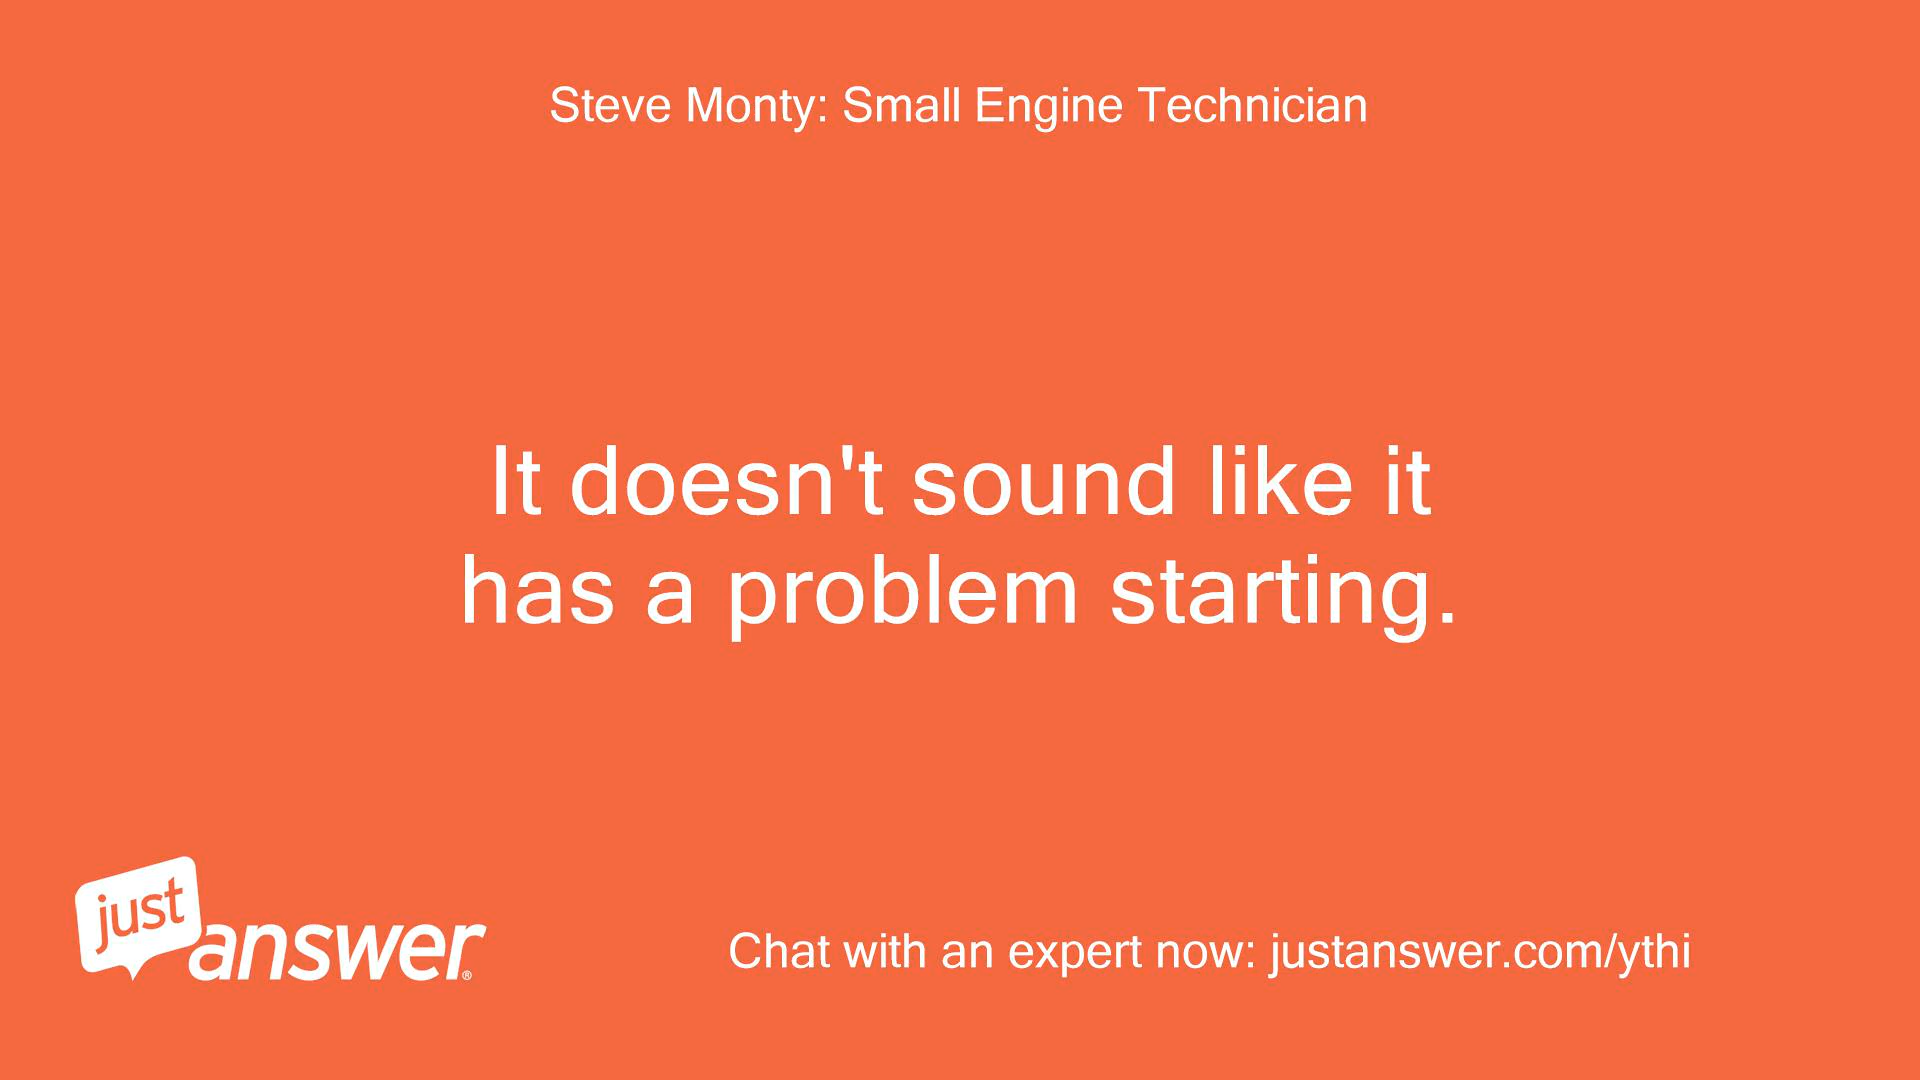 Steve Monty: Small Engine Technician
It doesn't sound like it
has a problem starting.
just
answer®
Chat with an expert now: justanswer.com/ythi